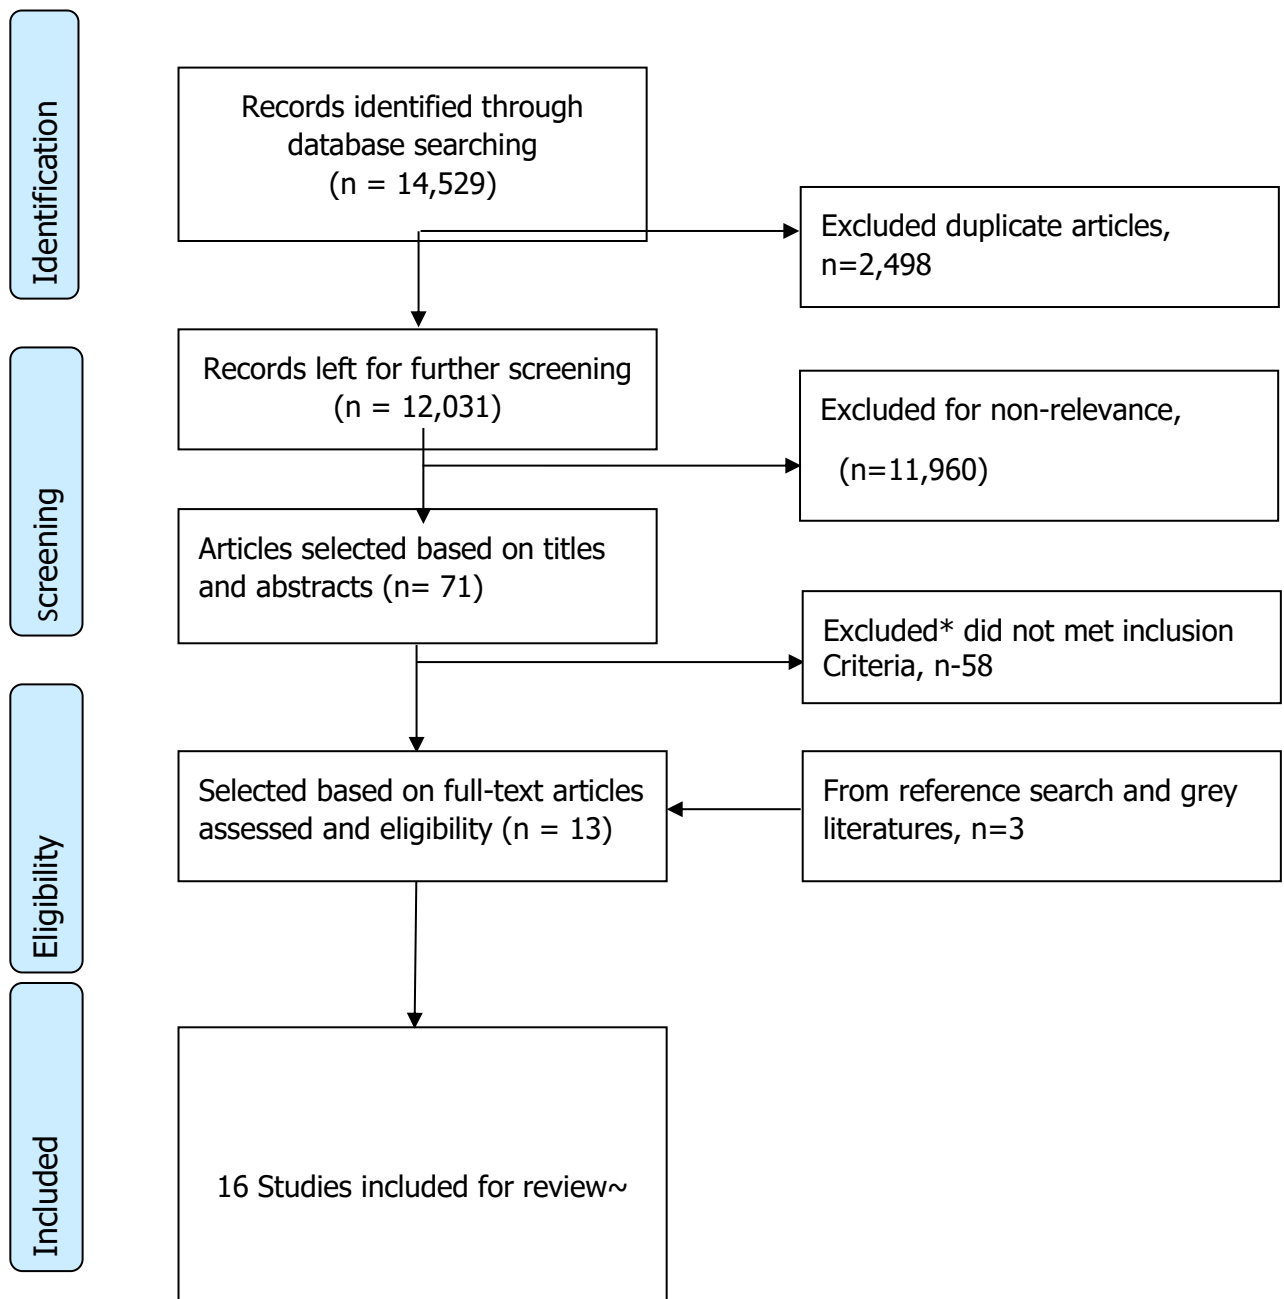 Identification
Records identified through
database searching
(n = 14,529)
Excluded duplicate articles,
n=2,498
screening
Records left for further screening
(n = 12,031)
Excluded for non-relevance,
(n=11,960)
Articles selected based on titles
and abstracts (n= 71)
Excluded* did not met inclusion
Criteria, n-58
Eligibility
Selected based on full-text articles
assessed and eligibility (n = 13)
From reference search and grey
literatures, n=3
Included
16 Studies included for review~